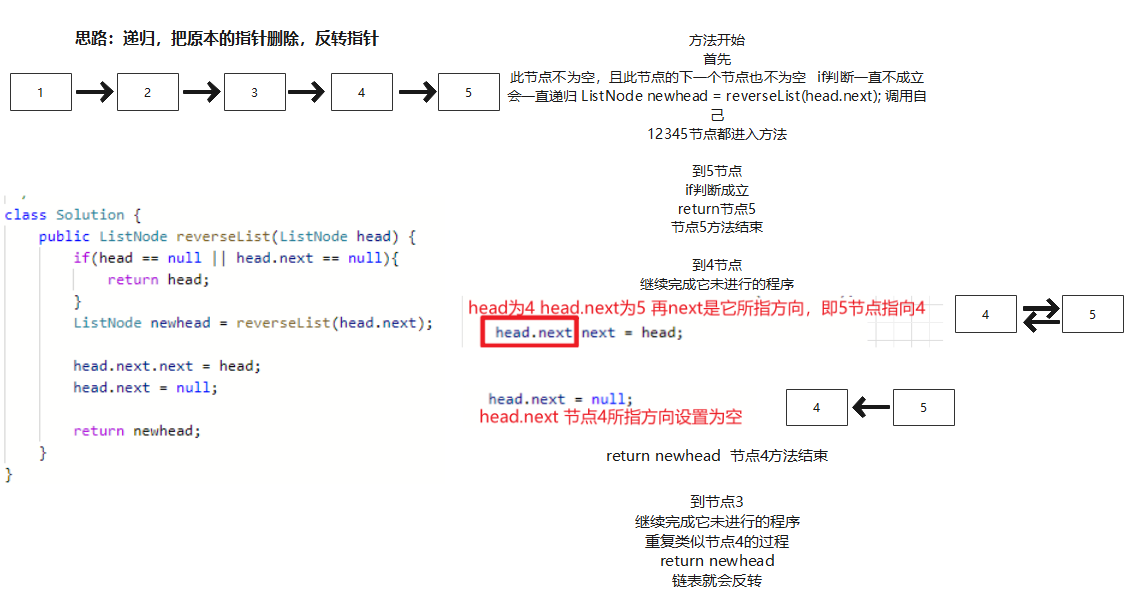 思路：递归，把原本的指针删除，反转指针
1
2
3
4
5
方法开始
首先
此节点不为空，且此节点的下一个节点也不为空 if判断一直不成立
会一直递归 ListNode newhead = reverseList(head.next); 调用自
己
12345节点都进入方法
到5节点
if判断成立
return节点5
节点5方法结束
到4节点
继续完成它未进行的程序
class Solution {
public ListNode reverseList(ListNode head) {
if(head == null || head.next == null){
return head;
}
ListNode newhead = reverseList(head.next);
head.next.next = head;
head.next = null;
return newhead;
}
}
head为4 head.next为5 再next是它所指方向，即5节点指向4
head.next next = head;
4
5
head.next = null;
head.next 节点4所指方向设置为空
4
5
return newhead 节点4方法结束
到节点3
继续完成它未进行的程序
重复类似节点4的过程
return newhead
链表就会反转